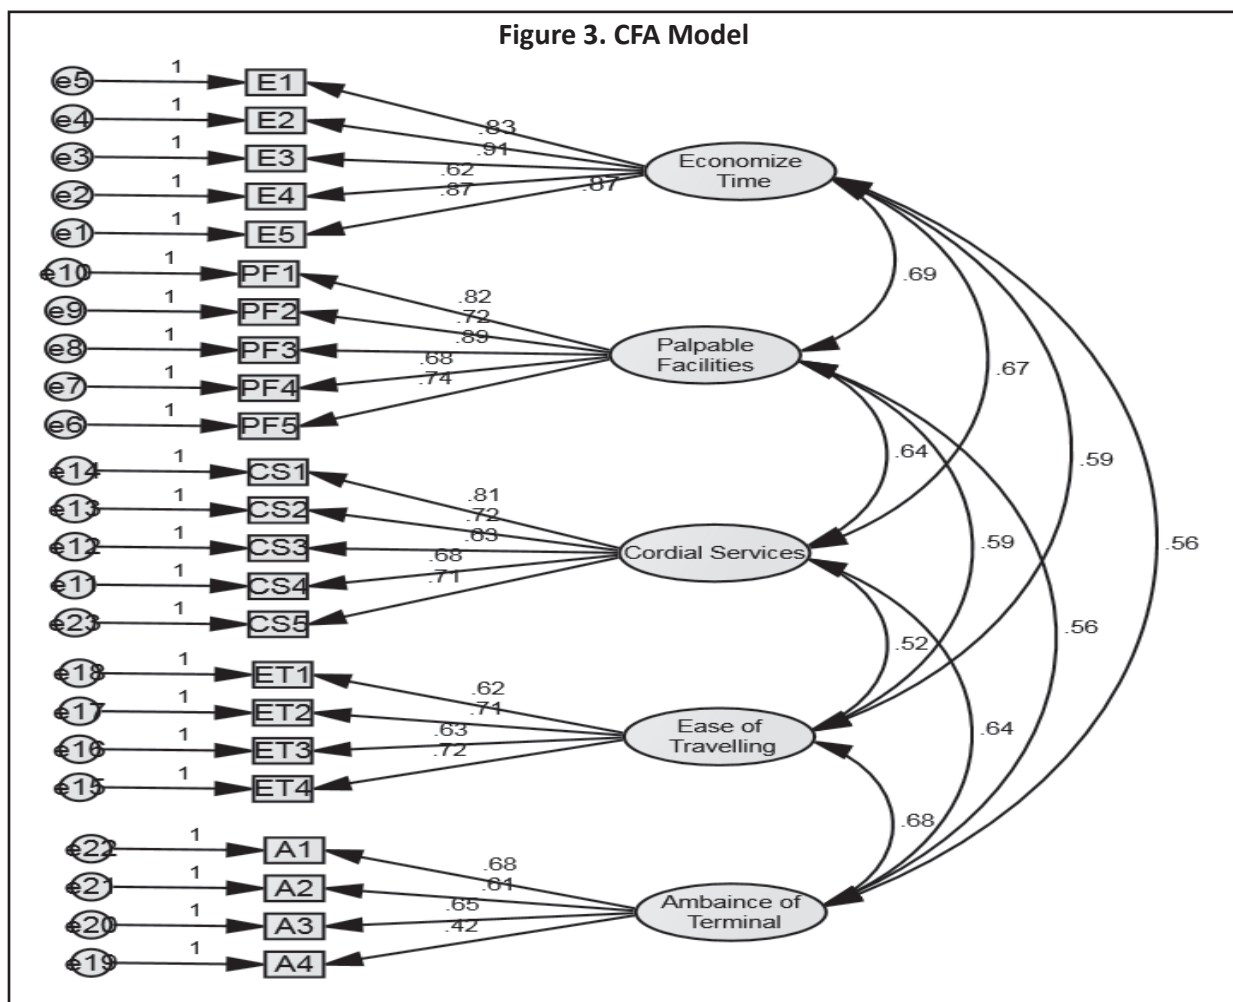 Figure 3. CFA Model
e5 1 E1
e4 1 E2
e3 1 E3
e2 1 E4
e1 1 E5
.83
.91
.62
.87 .87
Economize
Time
e10 1 PF1
e9 1 PF2
e8 1 PF3
e7 1 PF4
e6 1 PF5
.82
.72
.89
.68
.74
Palpable
Facilities
e14 1 CS1
e13 1 CS2
e12 1 CS3
e11 1 CS4
e23 1 CS5
.81
.72
.68
.71
Cordial Services
e18 1 ET1
e17 1 ET2
e16 1 ET3
e15 1 ET4
.62
.71
.63
.72
Ease of
Travelling
e22 1 A1
e21 1 A2
e20 1 A3
e19 1 A4
.68
.61
.65
.42
Ambaince of
Terminal
.69
.67
.64
.59
.59
.56
.56
.52
.64
.68